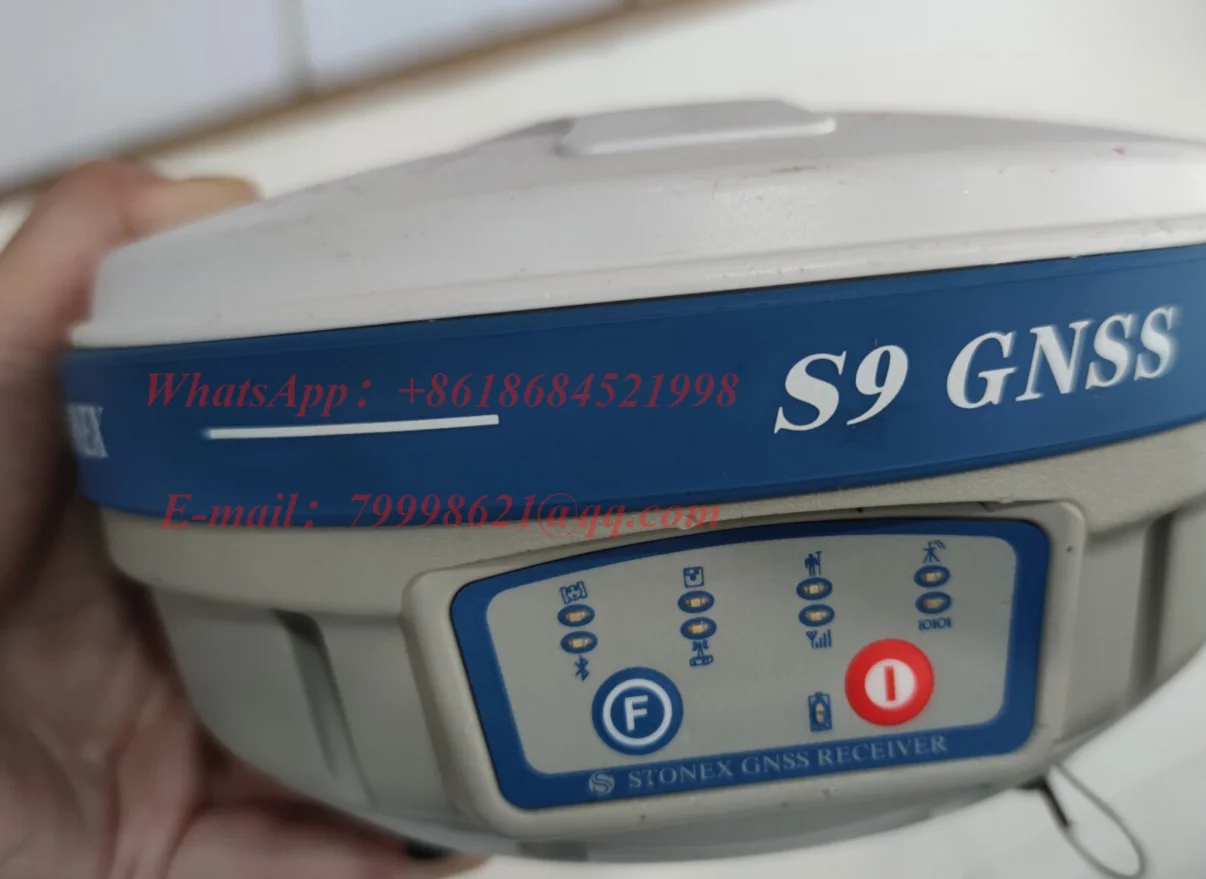 WhatsApp：+8618684521998
S9 GNSS
E-mail：79998621@qq.com
F
STONEX GNSS RECEIVER